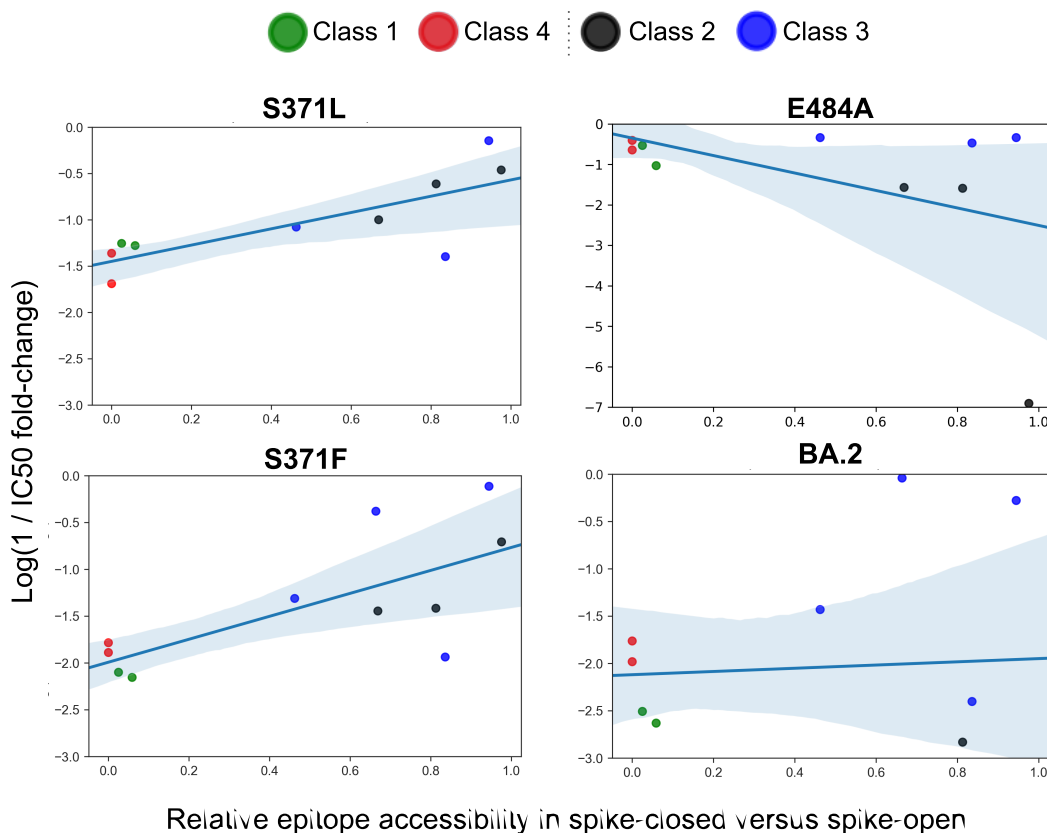 Class 1 Class 4 Class 2 Class 3
S371L
E484A
0.0
−0.5
−1.0
−1.5
−2.0
−2.5
−3.0
0.0 0.2 0.4 0.6 0.8 1.0
0
−1
−2
−3
−4
−5
−6
−7
0.0 0.2 0.4 0.6 0.8 1.0
Log(1 / IC50 fold-change)
S371F
BA.2
0.0
−0.5
−1.0
−1.5
−2.0
−2.5
−3.0
0.0 0.2 0.4 0.6 0.8 1.0
0.0
−0.5
−1.0
−1.5
−2.0
−2.5
−3.0
0.0 0.2 0.4 0.6 0.8 1.0
Relative epitope accessibility in spike-closed versus spike-open